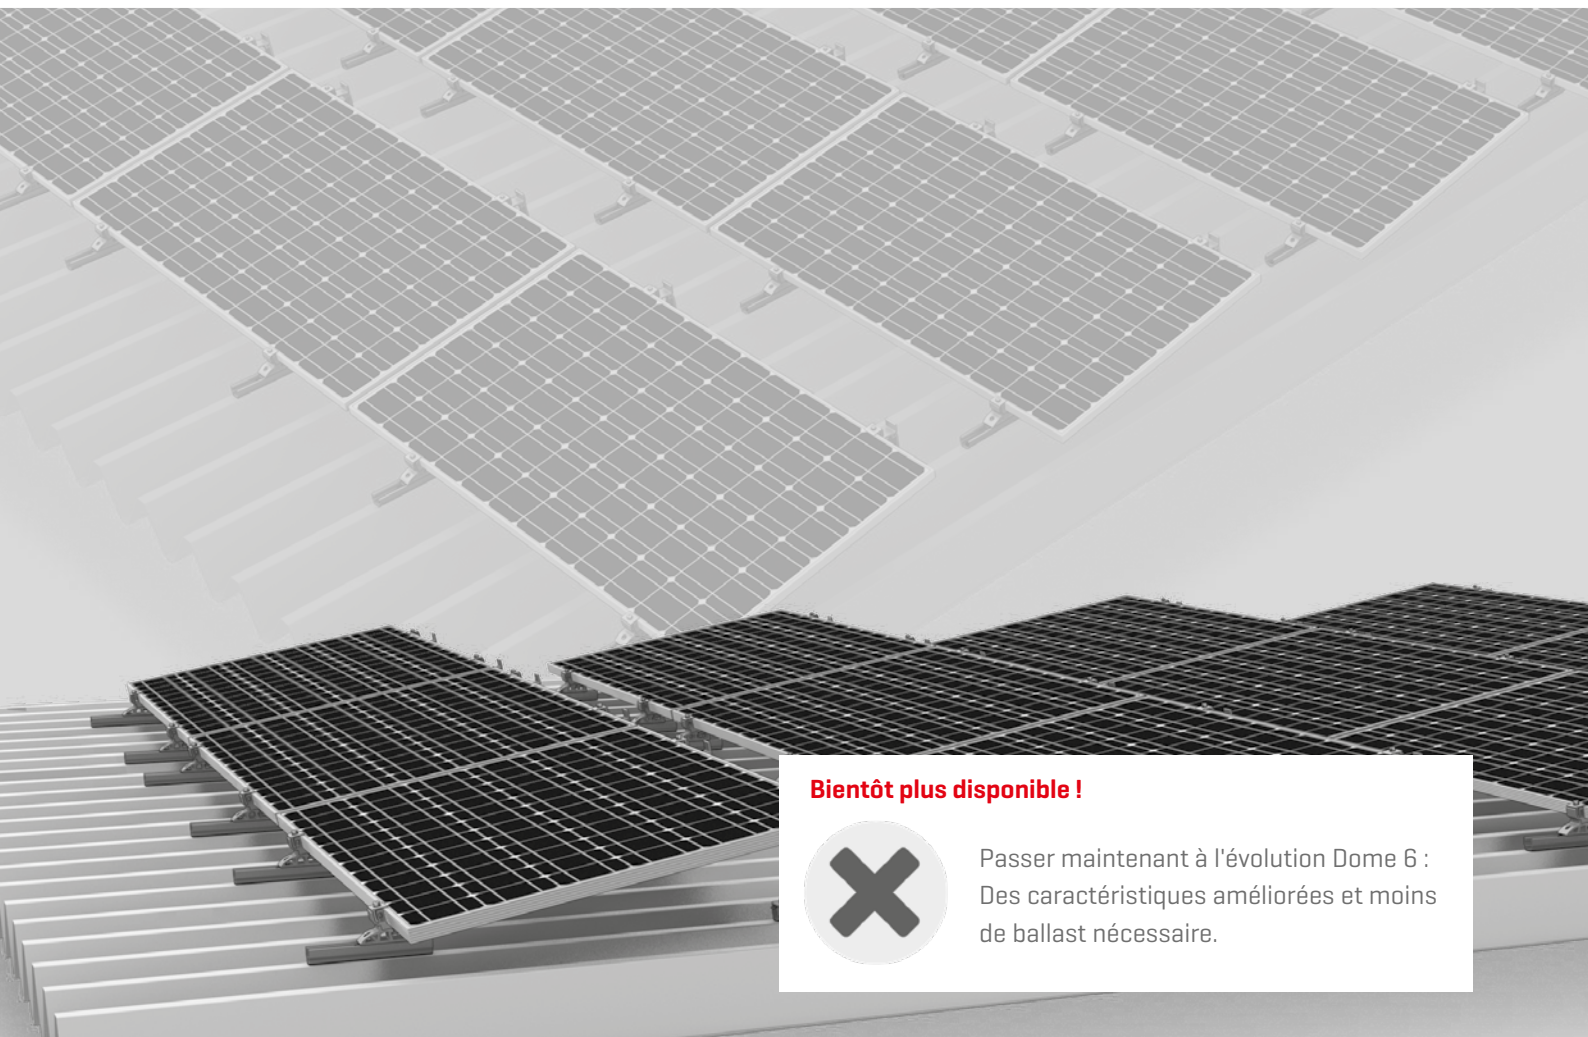 Bientôt plus disponible !
Passer maintenant à l'évolution Dome 6 :
Des caractéristiques améliorées et moins
de ballast nécessaire.